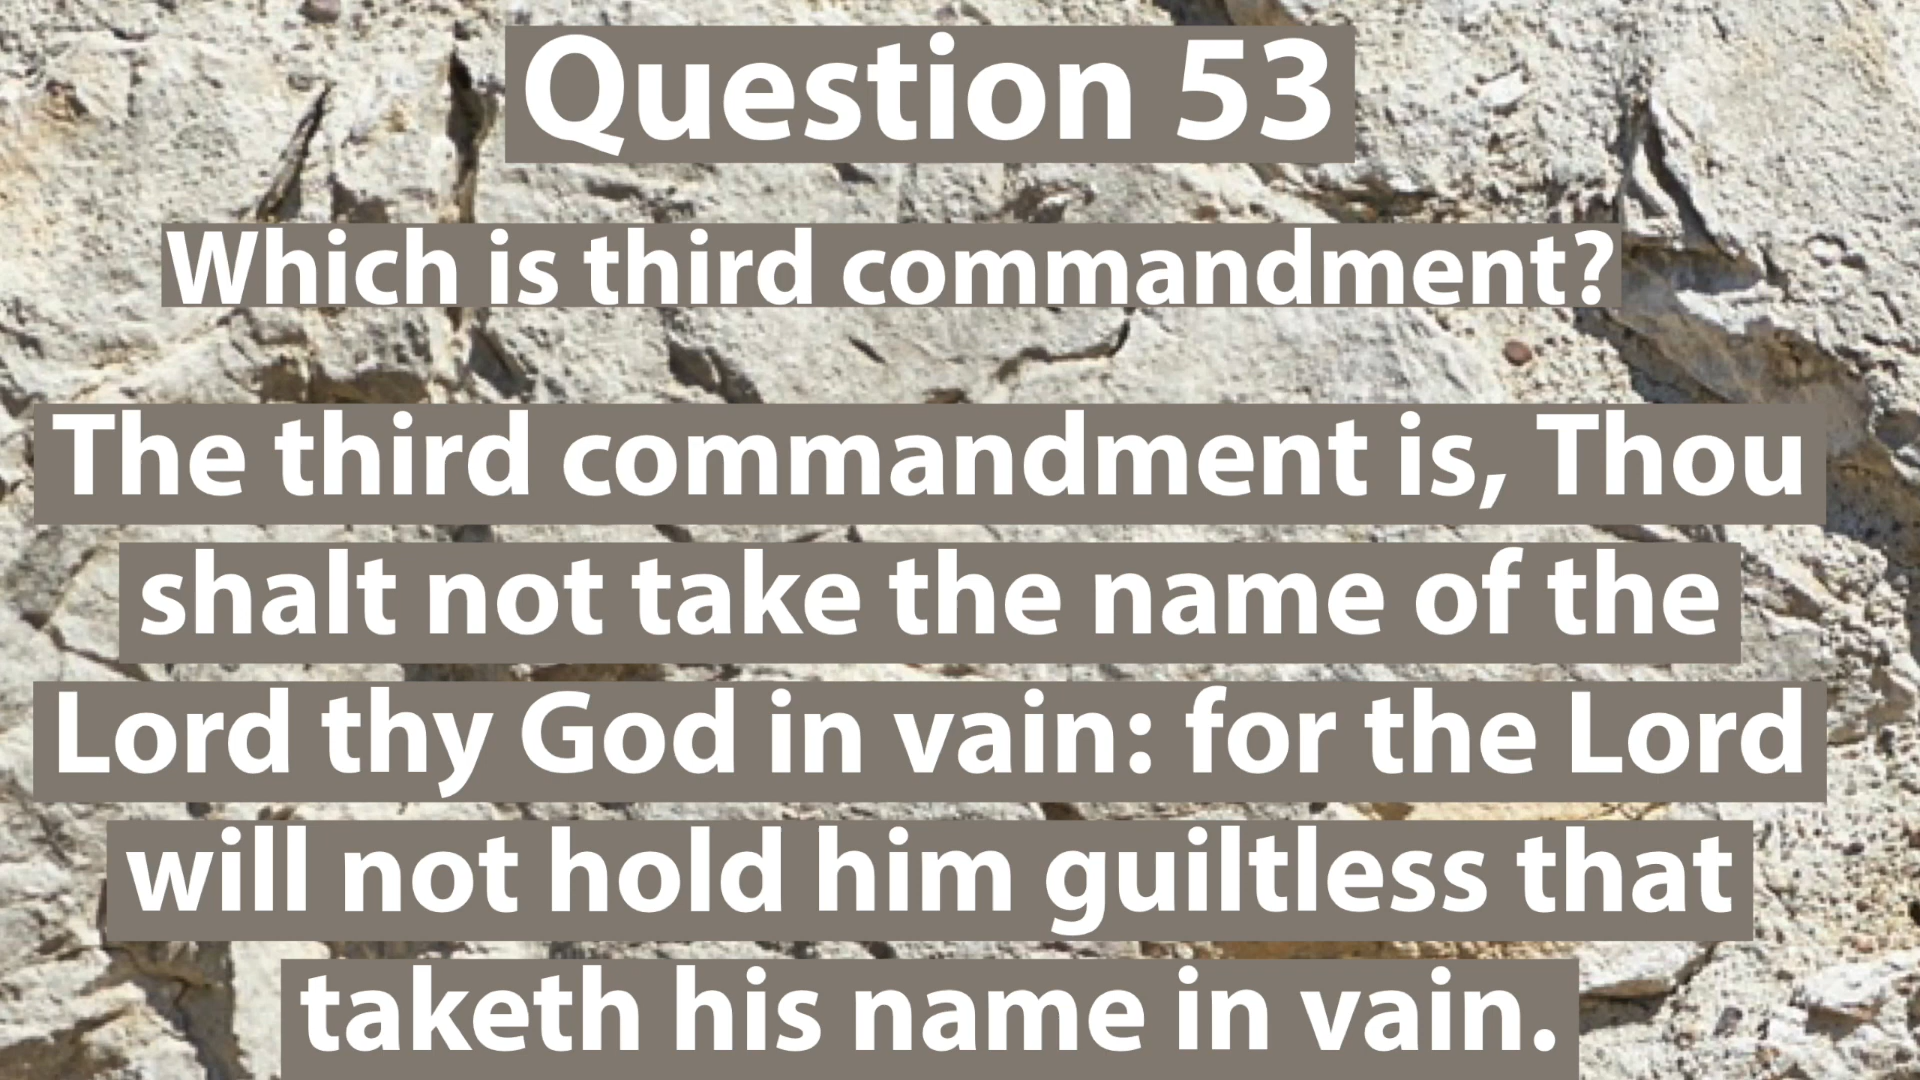 Question 53
Which is third commandment?
The third commandment is, Thou
shalt not take the name of the
Lord thy God in vain: for the Lord
will not hold him guiltless that
taketh his name in vain.